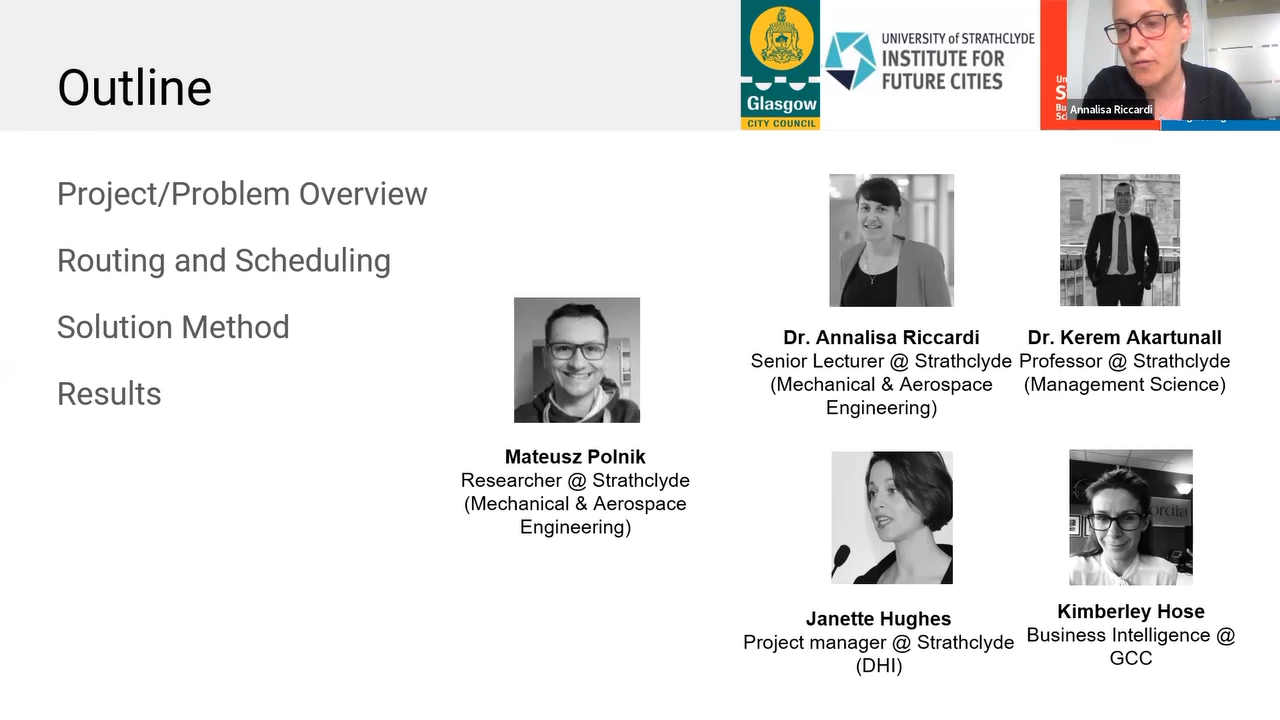 Outline
Glasgow
CITY COUNCIL
UNIVERSITY of STRATHCLYDE
INSTITUTE FOR
FUTURE CITIES
Annalisa Riccardi
Project/Problem Overview
Routing and Scheduling
Solution Method
Results
Mateusz Polnik
Researcher @ Strathclyde
(Mechanical & Aerospace
Engineering)
Dr. Annalisa Riccardi
Senior Lecturer @ Strathclyde
(Mechanical & Aerospace
Engineering)
Dr. Kerem Akartunall
Professor @ Strathclyde
(Management Science)
Janette Hughes
Project manager @ Strathclyde
(DHI)
Kimberley Hose
Business Intelligence @
GCC